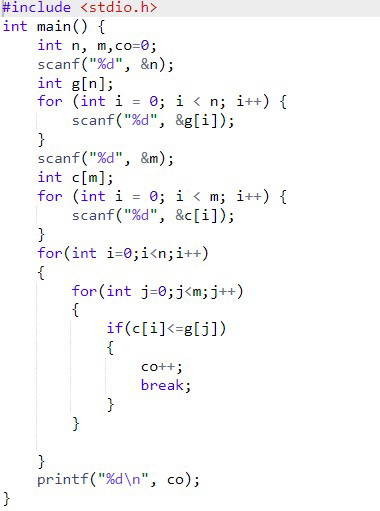 #include <stdio.h>
int main() {
    int n, m,co=0;
    scanf("%d", &n);
    int g[n];
    for (int i = 0; i < n; i++) {
        scanf("%d", &g[i]);
    }
    scanf("%d", &m);
    int c[m];
    for (int i = 0; i < m; i++) {
        scanf("%d", &c[i]);
    }
    for(int i=0;i<n;i++)
    {
        for(int j=0;j<m;j++)
        {
            if(c[i]<=g[j])
            {
                co++;
                break;
            }
        }
    }
    printf("%d\n", co);
}